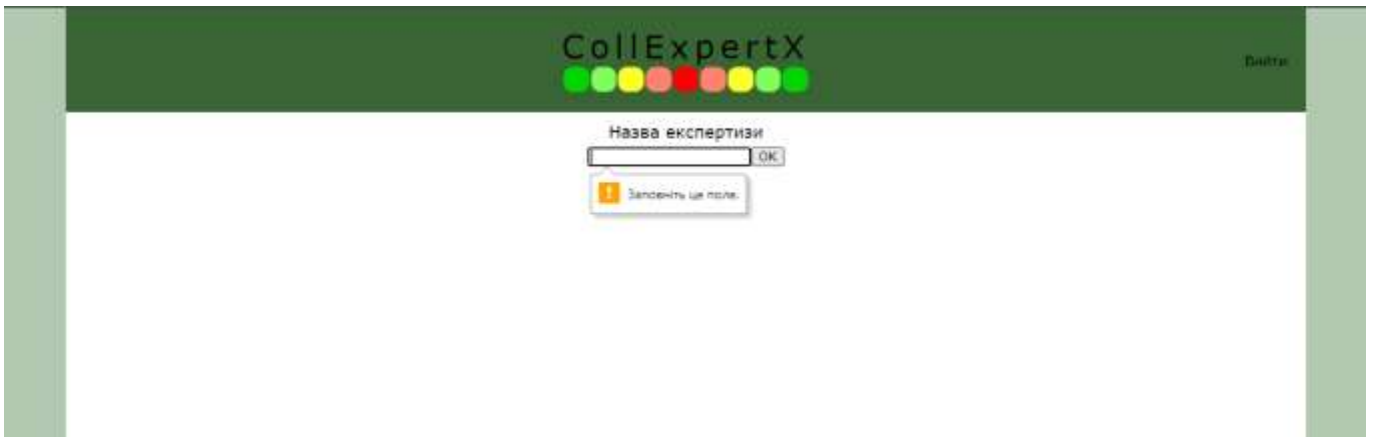 CollExpertX
Вийти
Назва експертизи
OK
Заповніть це поле.